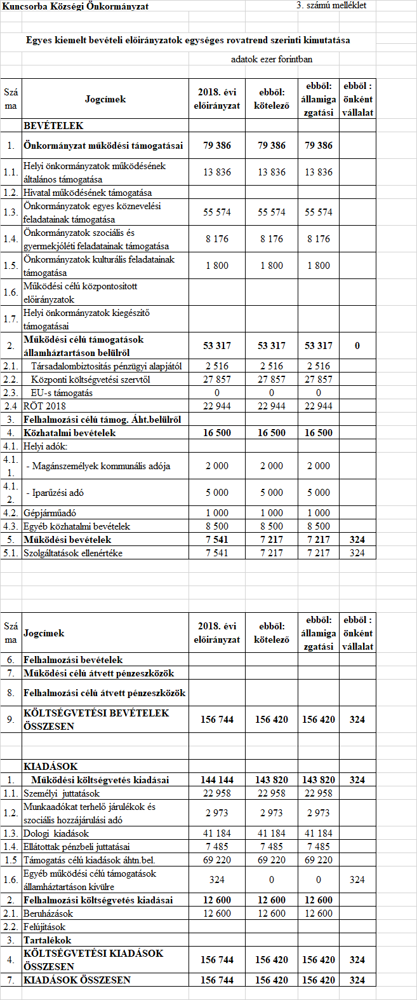 Kuncsorba Községi Önkormányzat 3. számú melléklet
Egyes kiemelt bevételi előirányzatok egységes rovatrend szerinti kimutatása
adatok ezer forintban
Szá ma Jogcímek 2018. évi előirányzat ebből: kötelező ebből: államiga zgatási ebből : önként vállalat
BEVÉTELEK
1. Önkormányzat működési támogatásai 79 386 79 386 79 386
1.1. Helyi önkormányzatok működésének általános támogatása 13 836 13 836 13 836
1.2. Hivatal működésének támogatása
1.3. Önkormányzatok egyes köznevelési feladatainak támogatása 55 574 55 574 55 574
1.4. Önkormányzatok szociális és gyermekjóléti feladatainak támogatása 8 176 8 176 8 176
1.5. Önkormányzatok kulturális feladatainak támogatása 1 800 1 800 1 800
1.6. Működési célú központosított előirányzatok
1.7. Helyi önkormányzatok kiegészítő támogatásai
2. Működési célú támogatások államháztartáson belülről 53 317 53 317 53 317 0
2.1. Társadalombiztosítás pénzügyi alapjától 2 516 2 516 2 516
2.2. Központi költségvetési szervtől 27 857 27 857 27 857
2.3. EU-s támogatás 0 0 0
2.4 RÖT 2018 22 944 22 944 22 944
3. Felhalmozási célú támog. Áht.belülről
4. Közhatalmi bevételek 16 500 16 500 16 500
4.1. Helyi adók:
4.1. 1. - Magánszemélyek kommunális adója 2 000 2 000 2 000
4.1. 2. - Iparűzési adó 5 000 5 000 5 000
4.2. Gépjárműadó 1 000 1 000 1 000
4.3. Egyéb közhatalmi bevételek 8 500 8 500 8 500
5. Működési bevételek 7 541 7 217 7 217 324
5.1. Szolgáltatások ellenértéke 7 541 7 217 7 217 324
Szá ma Jogcímek 2018. évi előirányzat ebből: kötelező ebből: államiga zgatási ebből : önként vállalat
6. Felhalmozási bevételek
7. Működési célú átvett pénzeszközök
8. Felhalmozási célú átvett pénzeszközök
9. KÖLTSÉGVETÉSI BEVÉTELEK ÖSSZESEN 156 744 156 420 156 420 324
KIADÁSOK
1. Működési költségvetés kiadásai 144 144 143 820 143 820 324
1.1. Személyi juttatások 22 958 22 958 22 958
1.2. Munkaadókat terhelő járulékok és szociális hozzájárulási adó 2 973 2 973 2 973
1.3. Dologi kiadások 41 184 41 184 41 184
1.4. Ellátottak pénzbeli juttatásai 7 485 7 485 7 485
1.5 Támogatás célú kiadások áhtn.bel. 69 220 69 220 69 220
1.6. Egyéb működési célú támogatások államháztartáson kívülre 324 0 0 324
2. Felhalmozási költségvetés kiadásai 12 600 12 600 12 600
2.1. Beruházások 12 600 12 600 12 600
2.2. Felújítások
3. Tartalékok
4. KÖLTSÉGVETÉSI KIADÁSOK ÖSSZESEN 156 744 156 420 156 420 324
7. KIADÁSOK ÖSSZESEN 156 744 156 420 156 420 324